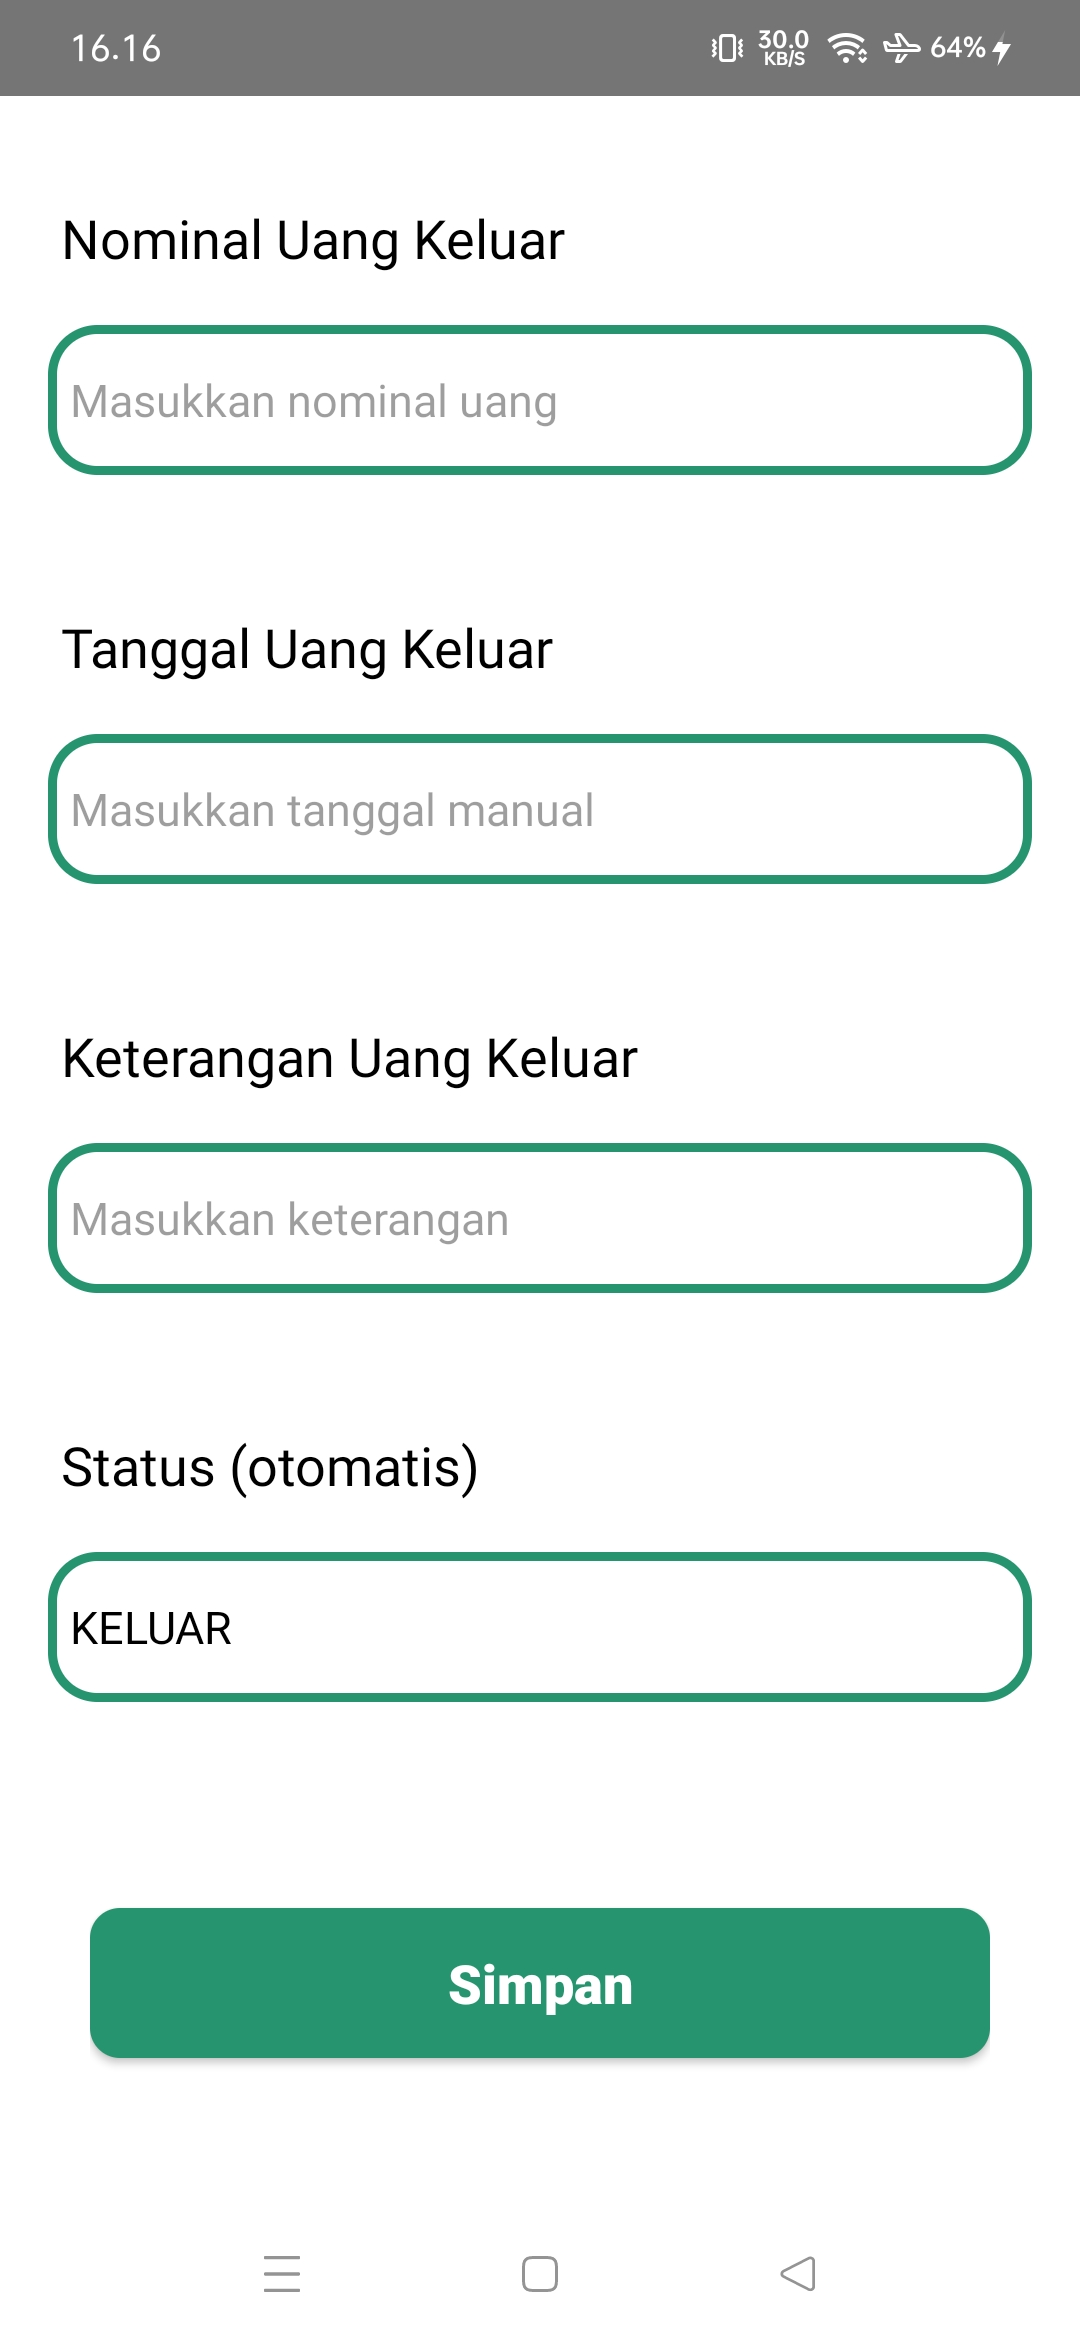 16.16
30.0
KB/S
64%
Nominal Uang Keluar
Masukkan nominal uang
Tanggal Uang Keluar
Masukkan tanggal manual
Keterangan Uang Keluar
Masukkan keterangan
Status (otomatis)
KELUAR
Simpan